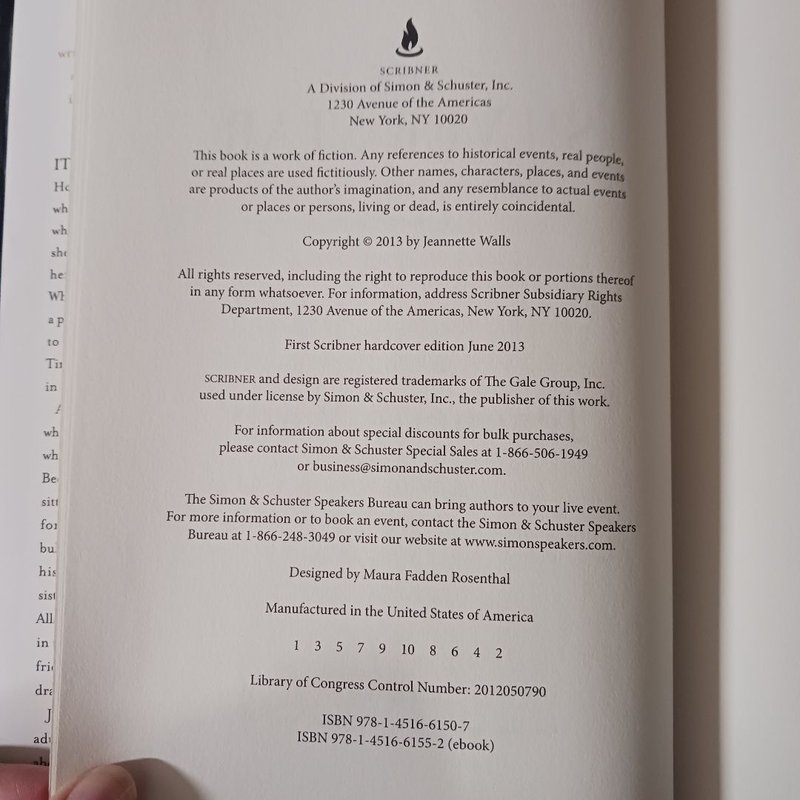 SCRIBNER
A Division of Simon & Schuster, Inc.
1230 Avenue of the Americas
New York, NY 10020
This book is a work of fiction. Any references to historical events, real people,
or real places are used fictitiously. Other names, characters, places, and events
are products of the author's imagination, and any resemblance to actual events
or places or persons, living or dead, is entirely coincidental.
Copyright © 2013 by Jeannette Walls
All rights reserved, including the right to reproduce this book or portions thereof
in any form whatsoever. For information, address Scribner Subsidiary Rights
Department, 1230 Avenue of the Americas, New York, NY 10020.
First Scribner hardcover edition June 2013
SCRIBNER and design are registered trademarks of The Gale Group, Inc.
used under license by Simon & Schuster, Inc., the publisher of this work.
For information about special discounts for bulk purchases,
please contact Simon & Schuster Special Sales at 1-866-506-1949
or business@simonandschuster.com.
The Simon & Schuster Speakers Bureau can bring authors to your live event.
For more information or to book an event, contact the Simon & Schuster Speakers
Bureau at 1-866-248-3049 or visit our website at www.simonspeakers.com.
Designed by Maura Fadden Rosenthal
Manufactured in the United States of America
1 3 5 7 9 10 8 6 4 2
Library of Congress Control Number: 2012050790
ISBN 978-1-4516-6150-7
ISBN 978-1-4516-6155-2 (ebook)